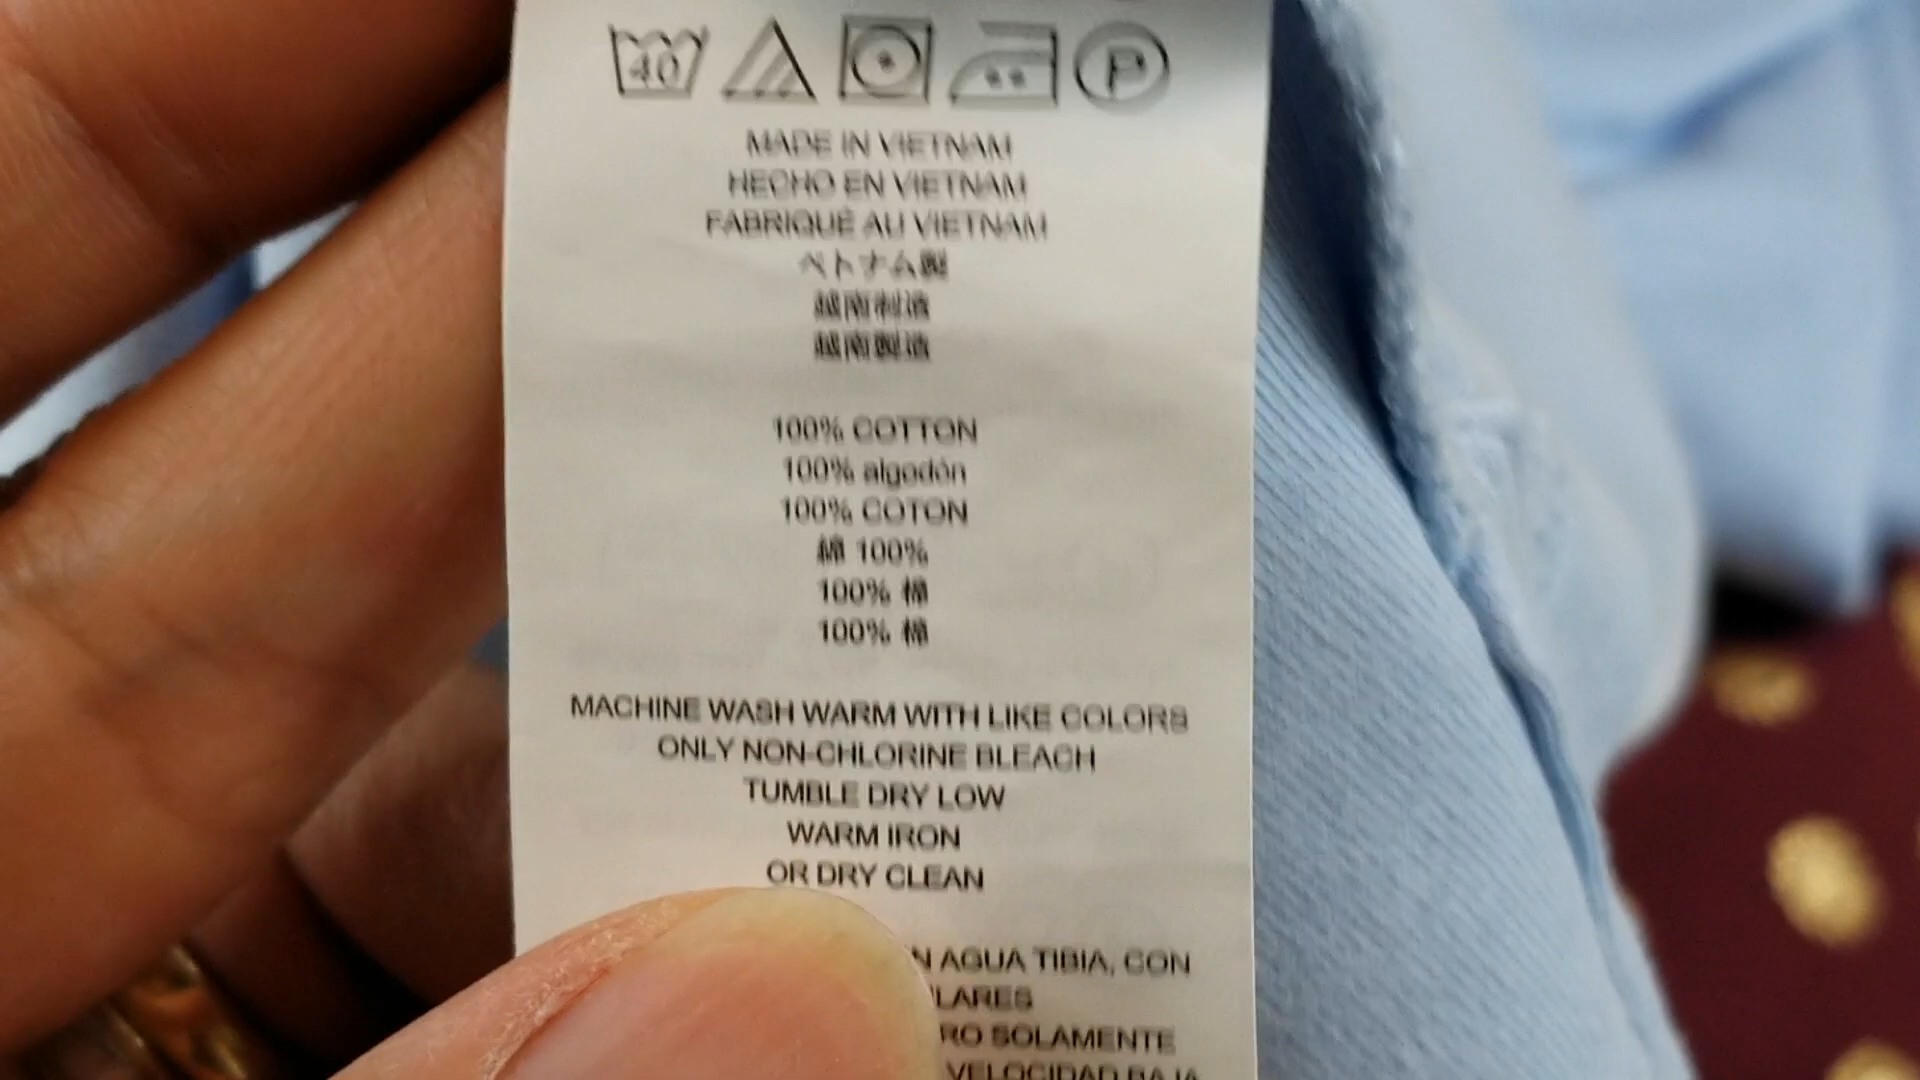 40
P
MADE IN VIETNAM
HECHO EN VIETNAM
FABRIQUÉ AU VIETNAM
ベトナム製
越南制造
越南製造
100% COTTON
100% algodón
100% COTON
綿 100%
100% 棉
100% 棉
MACHINE WASH WARM WITH LIKE COLORS
ONLY NON-CHLORINE BLEACH
TUMBLE DRY LOW
WARM IRON
OR DRY CLEAN
AGUA TIBIA, CON
SOLAMENTE
VELOCIDAD BAJA